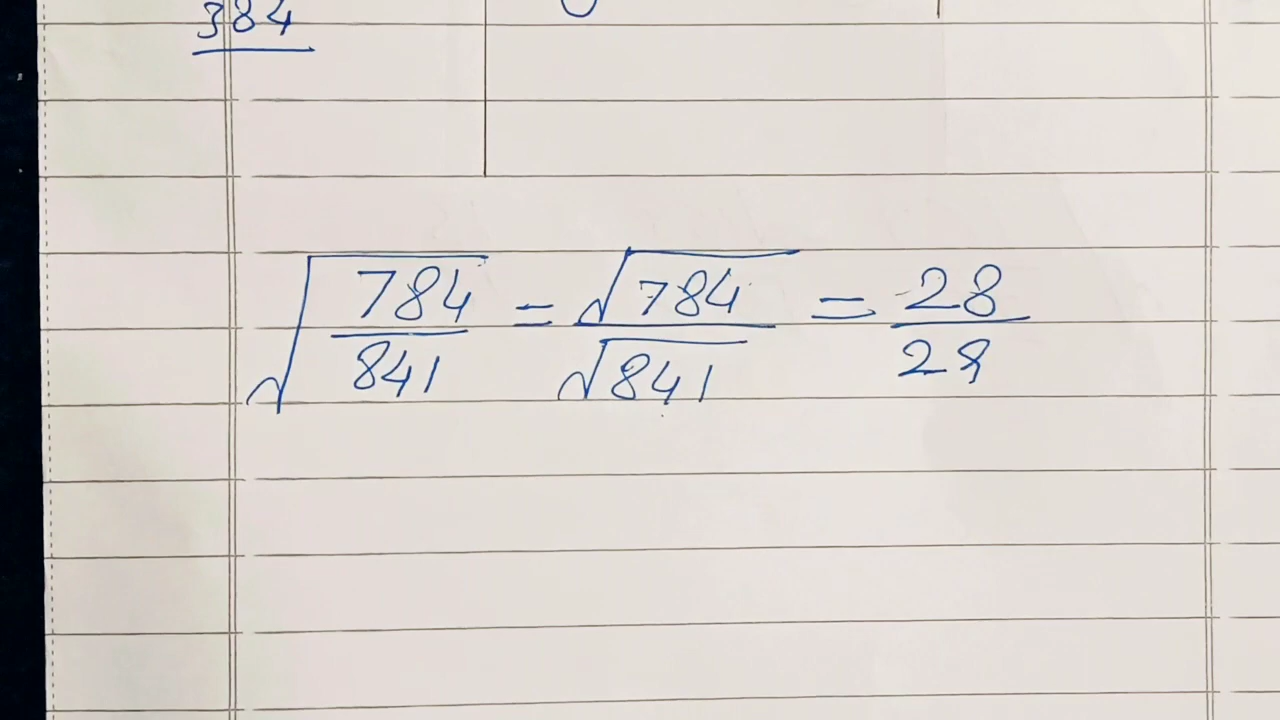 384
√(784/841) = √784/√841 = 28/29